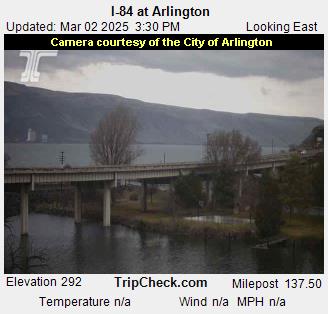 I-84 at Arlington
Updated: Mar 02 2025 3:30 PM Looking East
Camera courtesy of the City of Arlington
Elevation 292 TripCheck.com Milepost 137.50
Temperature n/a Wind n/a MPH n/a